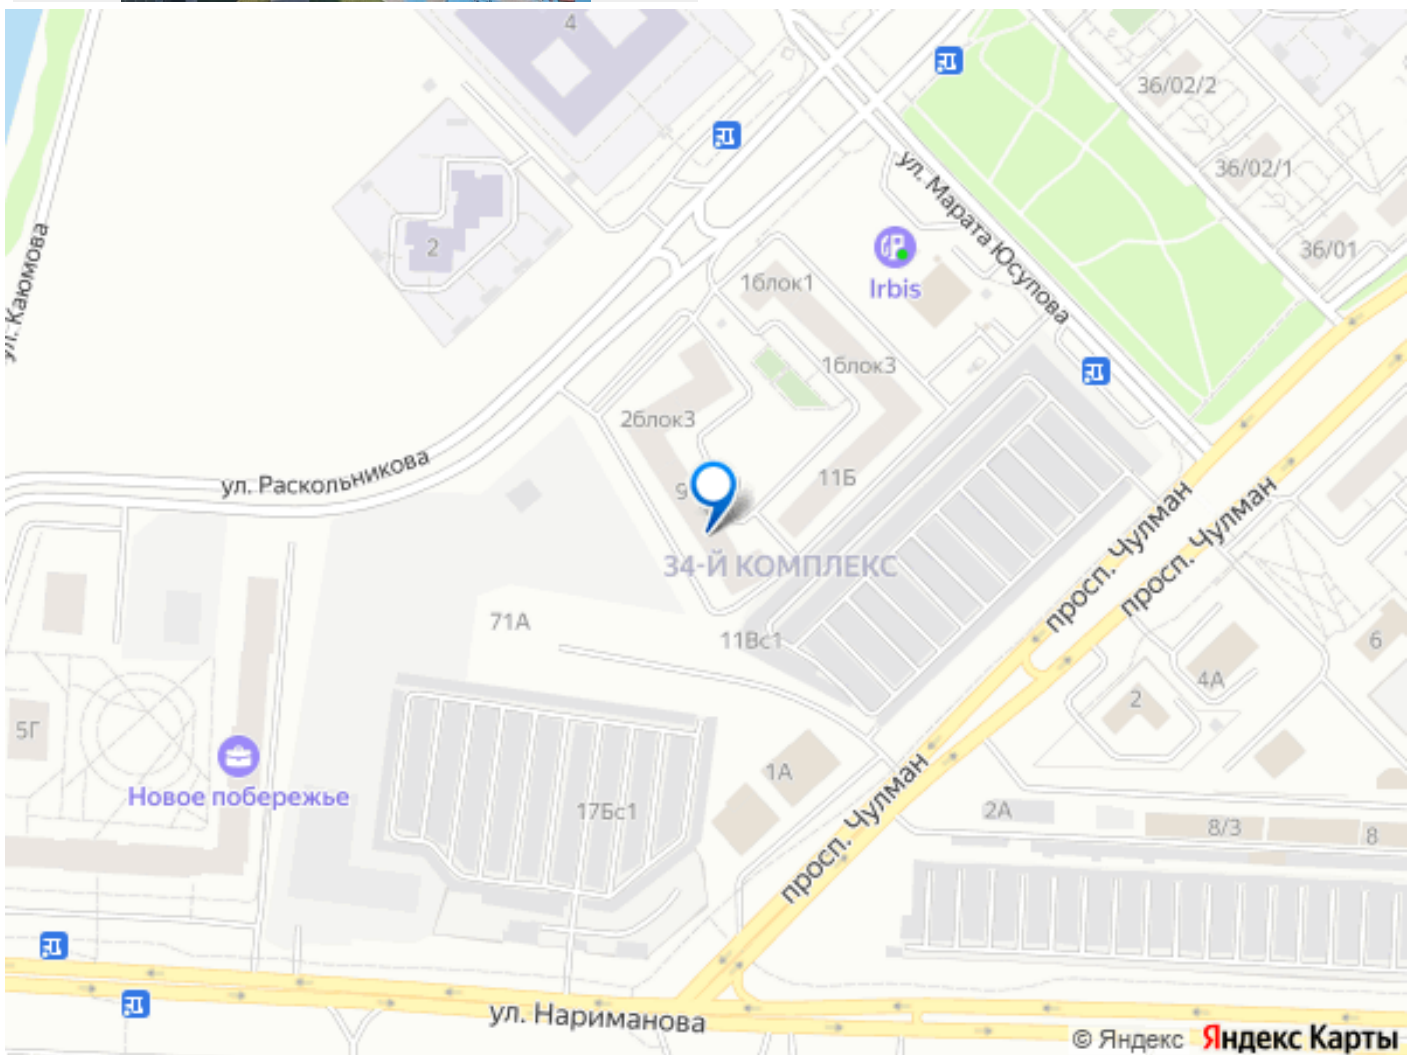 4
36/02/2
ул. Марата Юсупова
36/02/1
ул. Каюмова
2
36/01
1блок1
Irbis
1блок3
2блок3
ул. Раскольникова
11Б
9
просп. Чулман
просп. Чулман
34-Й КОМПЛЕКС
71А
11Вс1
6
4А
2
5Г
1А
Новое побережье
17Бс1
просп. Чулман
2А
8/3
8
ул. Нариманова
© Яндекс Яндекс Карты